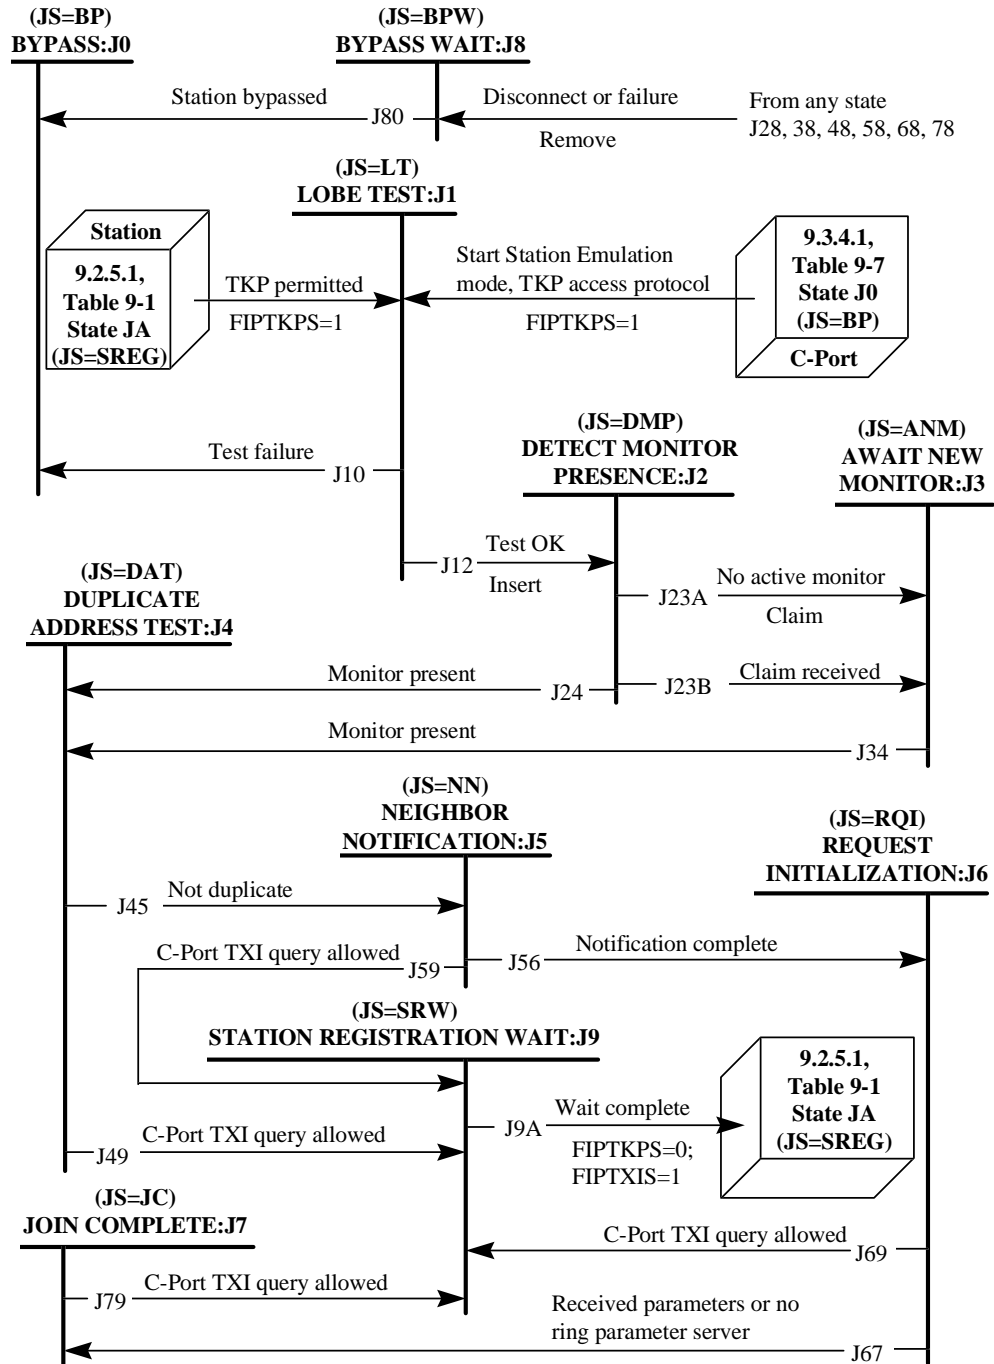 (JS=BP)
BYPASS:J0
(JS=BPW)
BYPASS WAIT:J8
Station bypassed
J80
Disconnect or failure
Remove
From any state
J28, 38, 48, 58, 68, 78
(JS=LT)
LOBE TEST:J1
Station
9.2.5.1,
Table 9-1
State JA
(JS=SREG)
TKP permitted
FIPTKPS=1
Start Station Emulation
mode, TKP access protocol
FIPTKPS=1
9.3.4.1,
Table 9-7
State J0
(JS=BP)
C-Port
Test failure
J10
(JS=DMP)
DETECT MONITOR
PRESENCE:J2
(JS=ANM)
AWAIT NEW
MONITOR:J3
J12
Test OK
Insert
(JS=DAT)
DUPLICATE
ADDRESS TEST:J4
J23A
No active monitor
Claim
Monitor present
J24
J23B
Claim received
Monitor present
J34
(JS=NN)
NEIGHBOR
NOTIFICATION:J5
(JS=RQI)
REQUEST
INITIALIZATION:J6
J45
Not duplicate
C-Port TXI query allowed
J59
J56
Notification complete
(JS=SRW)
STATION REGISTRATION WAIT:J9
J9A
Wait complete
FIPTKPS=0;
FIPTXIS=1
9.2.5.1,
Table 9-1
State JA
(JS=SREG)
J49
C-Port TXI query allowed
(JS=JC)
JOIN COMPLETE:J7
C-Port TXI query allowed
J69
J79
C-Port TXI query allowed
Received parameters or no
ring parameter server
J67